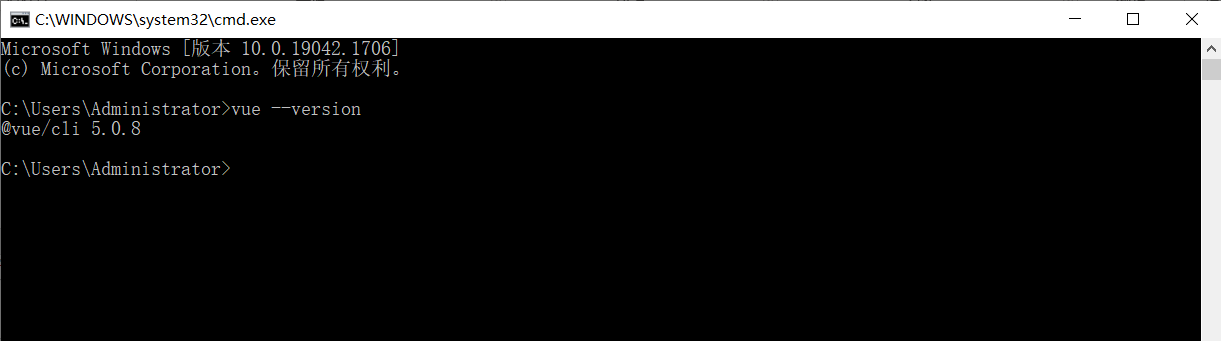 C:\WINDOWS\system32\cmd.exe
Microsoft Windows [版本 10.0.19042.1706]
(c) Microsoft Corporation。保留所有权利。
C:\Users\Administrator>vue --version
@vue/cli 5.0.8
C:\Users\Administrator>